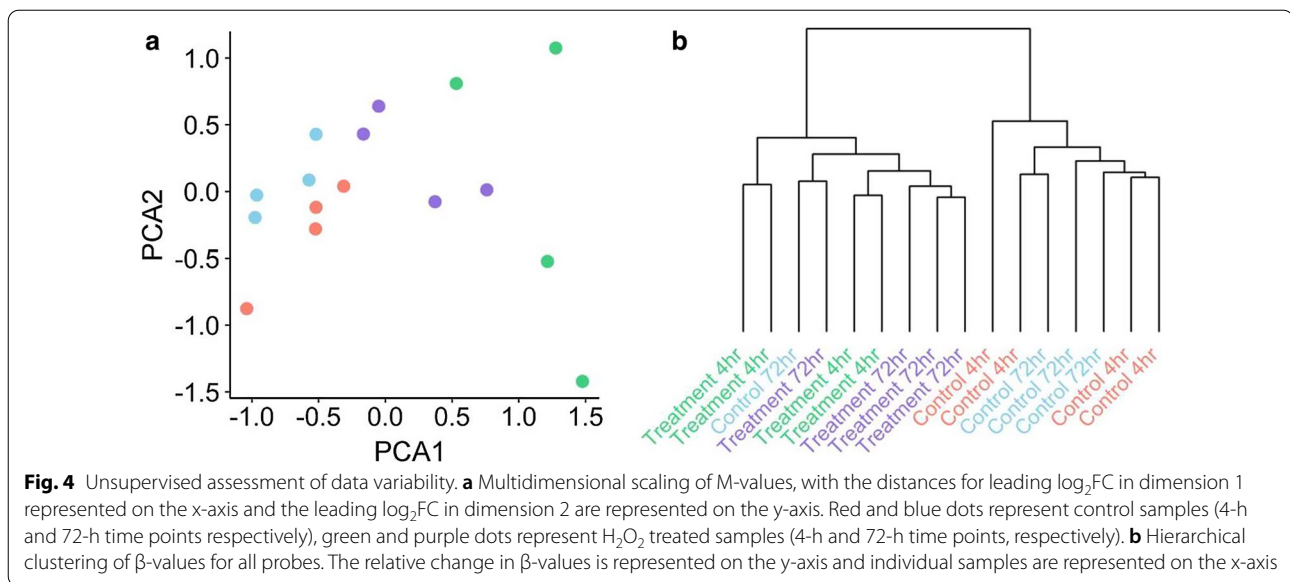 a
b
1.0
0.5
0.0
-0.5
-1.0
-1.5
PCA2
-1.0 -0.5 0.0 0.5 1.0 1.5
PCA1
Treatment 4hr
Treatment 4hr
Control 72hr
Treatment 72hr
Treatment 4hr
Treatment 4hr
Treatment 72hr
Treatment 72hr
Treatment 72hr
Control 4hr
Control 4hr
Control 72hr
Control 72hr
Control 72hr
Control 4hr
Control 4hr
Fig. 4 Unsupervised assessment of data variability. a Multidimensional scaling of M-values, with the distances for leading log₂FC in dimension 1
represented on the x-axis and the leading log₂FC in dimension 2 are represented on the y-axis. Red and blue dots represent control samples (4-h
and 72-h time points respectively), green and purple dots represent H₂O₂ treated samples (4-h and 72-h time points, respectively). b Hierarchical
clustering of β-values for all probes. The relative change in β-values is represented on the y-axis and individual samples are represented on the x-axis